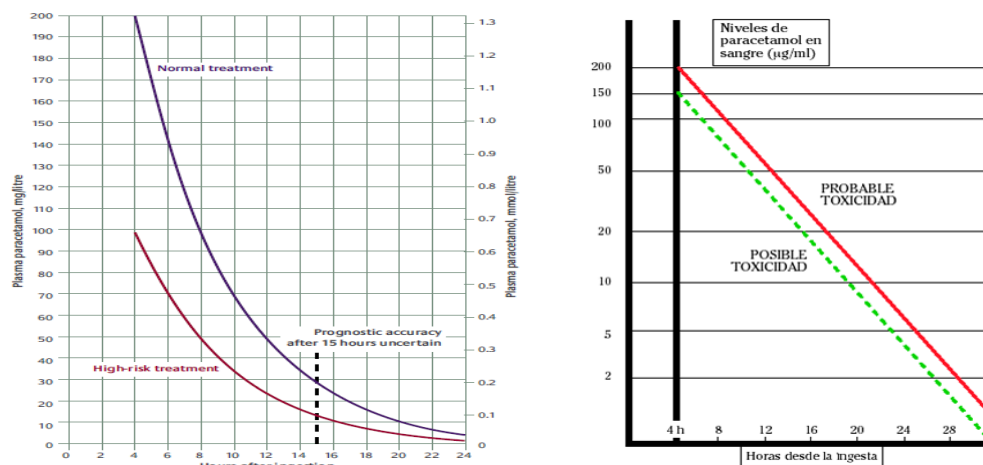 200
190
180
170
160
150
140
130
120
110
100
90
80
70
60
50
40
30
20
10
0
Plasma paracetamol, mg/litre
Normal treatment
High-risk treatment
Prognostic accuracy
after 15 hours uncertain
1.3
1.2
1.1
1.0
0.9
0.8
0.7
0.6
0.5
0.4
0.3
0.2
0.1
0
Plasma paracetamol, mmol/litre
0 2 4 6 8 10 12 14 16 18 20 22 24
Hours after ingestion
Niveles de
paracetamol en
sangre (µg/ml)
200
150
100
50
20
10
5
2
PROBABLE
TOXICIDAD
POSIBLE
TOXICIDAD
4 h 8 12 16 20 24 28
Horas desde la ingesta